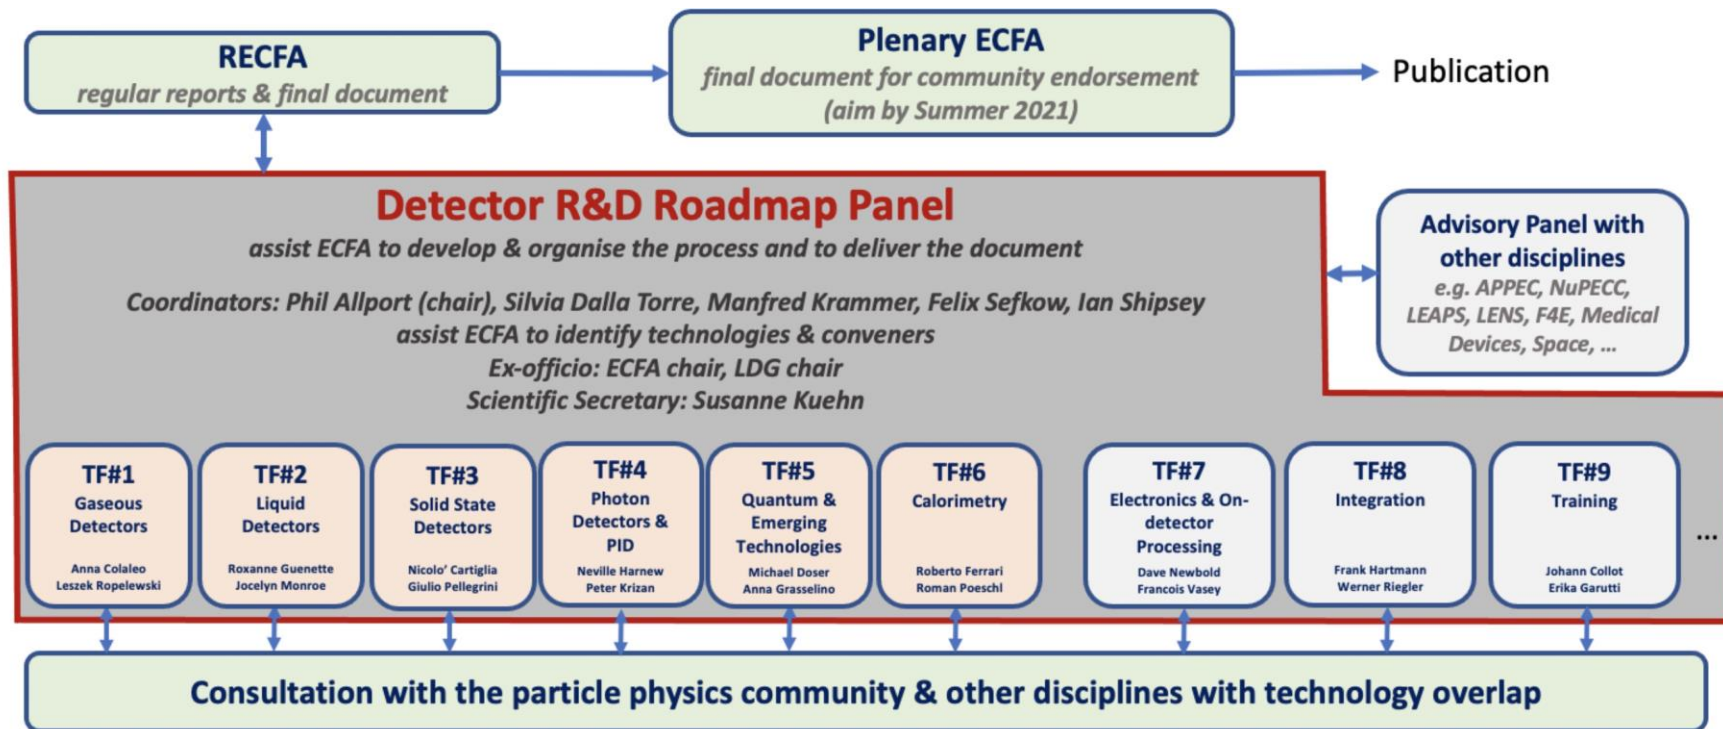 RECFA
regular reports & final document
Plenary ECFA
final document for community endorsement
(aim by Summer 2021)
Publication
Detector R&D Roadmap Panel
assist ECFA to develop & organise the process and to deliver the document
Coordinators: Phil Allport (chair), Silvia Dalla Torre, Manfred Krammer, Felix Sefkow, Ian Shipsey
assist ECFA to identify technologies & conveners
Ex-officio: ECFA chair, LDG chair
Scientific Secretary: Susanne Kuehn
Advisory Panel with
other disciplines
e.g. APPEC, NuPECC,
LEAPS, LENS, F4E, Medical
Devices, Space, ...
TF#1
Gaseous
Detectors
Anna Colaleo
Leszek Ropelewski
TF#2
Liquid
Detectors
Roxanne Guenette
Jocelyn Monroe
TF#3
Solid State
Detectors
Nicolo' Cartiglia
Giulio Pellegrini
TF#4
Photon
Detectors &
PID
Neville Harnew
Peter Krizan
TF#5
Quantum &
Emerging
Technologies
Michael Doser
Anna Grasselino
TF#6
Calorimetry
Roberto Ferrari
Roman Poeschl
TF#7
Electronics & On-
detector
Processing
Dave Newbold
Francois Vasey
TF#8
Integration
Frank Hartmann
Werner Riegler
TF#9
Training
Johann Collot
Erika Garutti
...
Consultation with the particle physics community & other disciplines with technology overlap